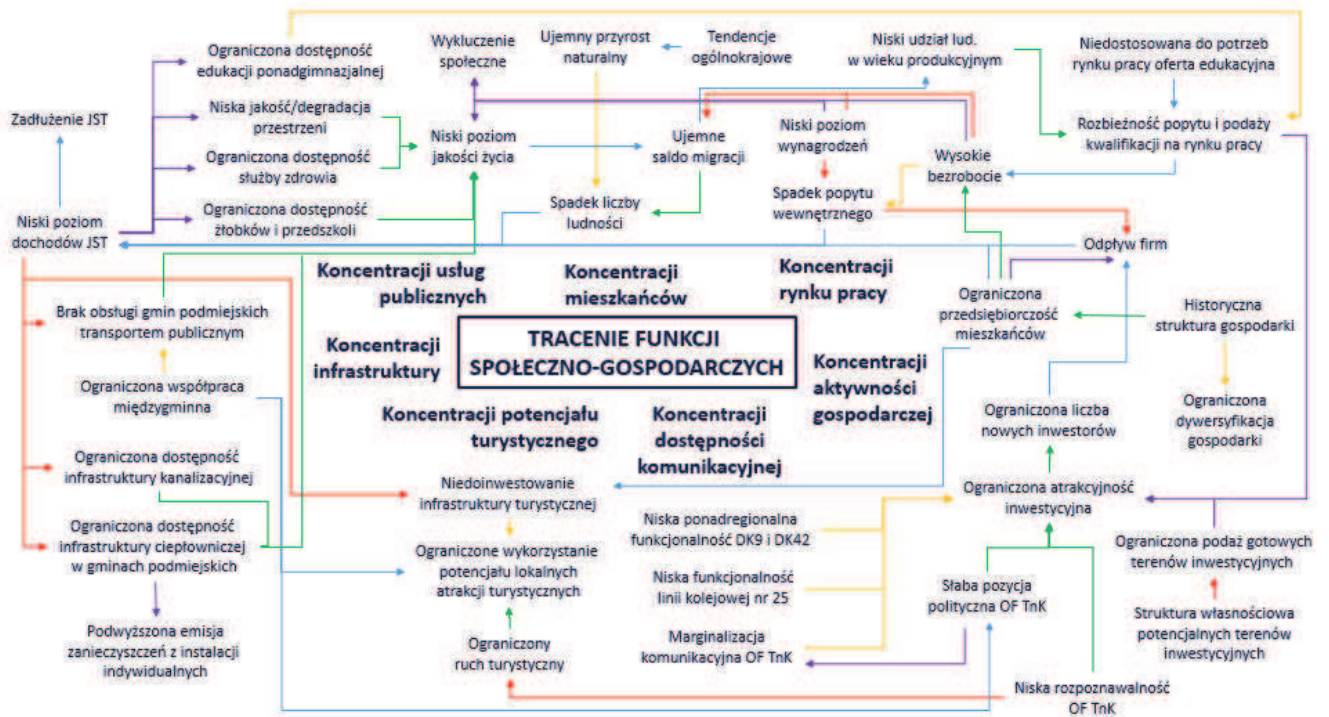 Ograniczona dostępność
edukacji ponadgimnazjalnej
Wykluczenie
społeczne
Ujemny przyrost
naturalny
Tendencje
ogólnokrajowe
Niski udział lud.
w wieku produkcyjnym
Niedostosowana do potrzeb
rynku pracy oferta edukacyjna
Zadłużenie JST
Niska jakość/degradacja
przestrzeni
Niski poziom
jakości życia
Ujemne
saldo migracji
Niski poziom
wynagrodzeń
Wysokie
bezrobocie
Rozbieżność popytu i podaży
kwalifikacji na rynku pracy
Ograniczona dostępność
służby zdrowia
Niski poziom
dochodów JST
Ograniczona dostępność
żłobków i przedszkoli
Spadek liczby
ludności
Spadek popytu
wewnętrznego
Odpływ firm
Koncentracji usług
publicznych
Koncentracji
mieszkańców
Koncentracji
rynku pracy
Brak obsługi gmin podmiejskich
transportem publicznym
Ograniczona
przedsiębiorczość
mieszkańców
Historyczna
struktura gospodarki
Koncentracji
infrastruktury
TRACENIE FUNKCJI
SPOŁECZNO-GOSPODARCZYCH
Koncentracji
aktywności
gospodarczej
Ograniczona współpraca
międzygminna
Ograniczona liczba
nowych inwestorów
Ograniczona
dywersyfikacja
gospodarki
Koncentracji potencjału
turystycznego
Koncentracji
dostępności
komunikacyjnej
Ograniczona dostępność
infrastruktury kanalizacyjnej
Niedoinwestowanie
infrastruktury turystycznej
Ograniczona atrakcyjność
inwestycyjna
Niska ponadregionalna
funkcjonalność DK9 i DK42
Ograniczona dostępność
infrastruktury ciepłowniczej
w gminach podmiejskich
Ograniczone wykorzystanie
potencjału lokalnych
atrakcji turystycznych
Ograniczona podaż gotowych
terenów inwestycyjnych
Niska funkcjonalność
linii kolejowej nr 25
Słaba pozycja
polityczna OF TnK
Struktura własnościowa
potencjalnych terenów
inwestycyjnych
Podwyższona emisja
zanieczyszczeń z instalacji
indywidualnych
Ograniczony
ruch turystyczny
Marginalizacja
komunikacyjna OF TnK
Niska rozpoznawalność
OF TnK